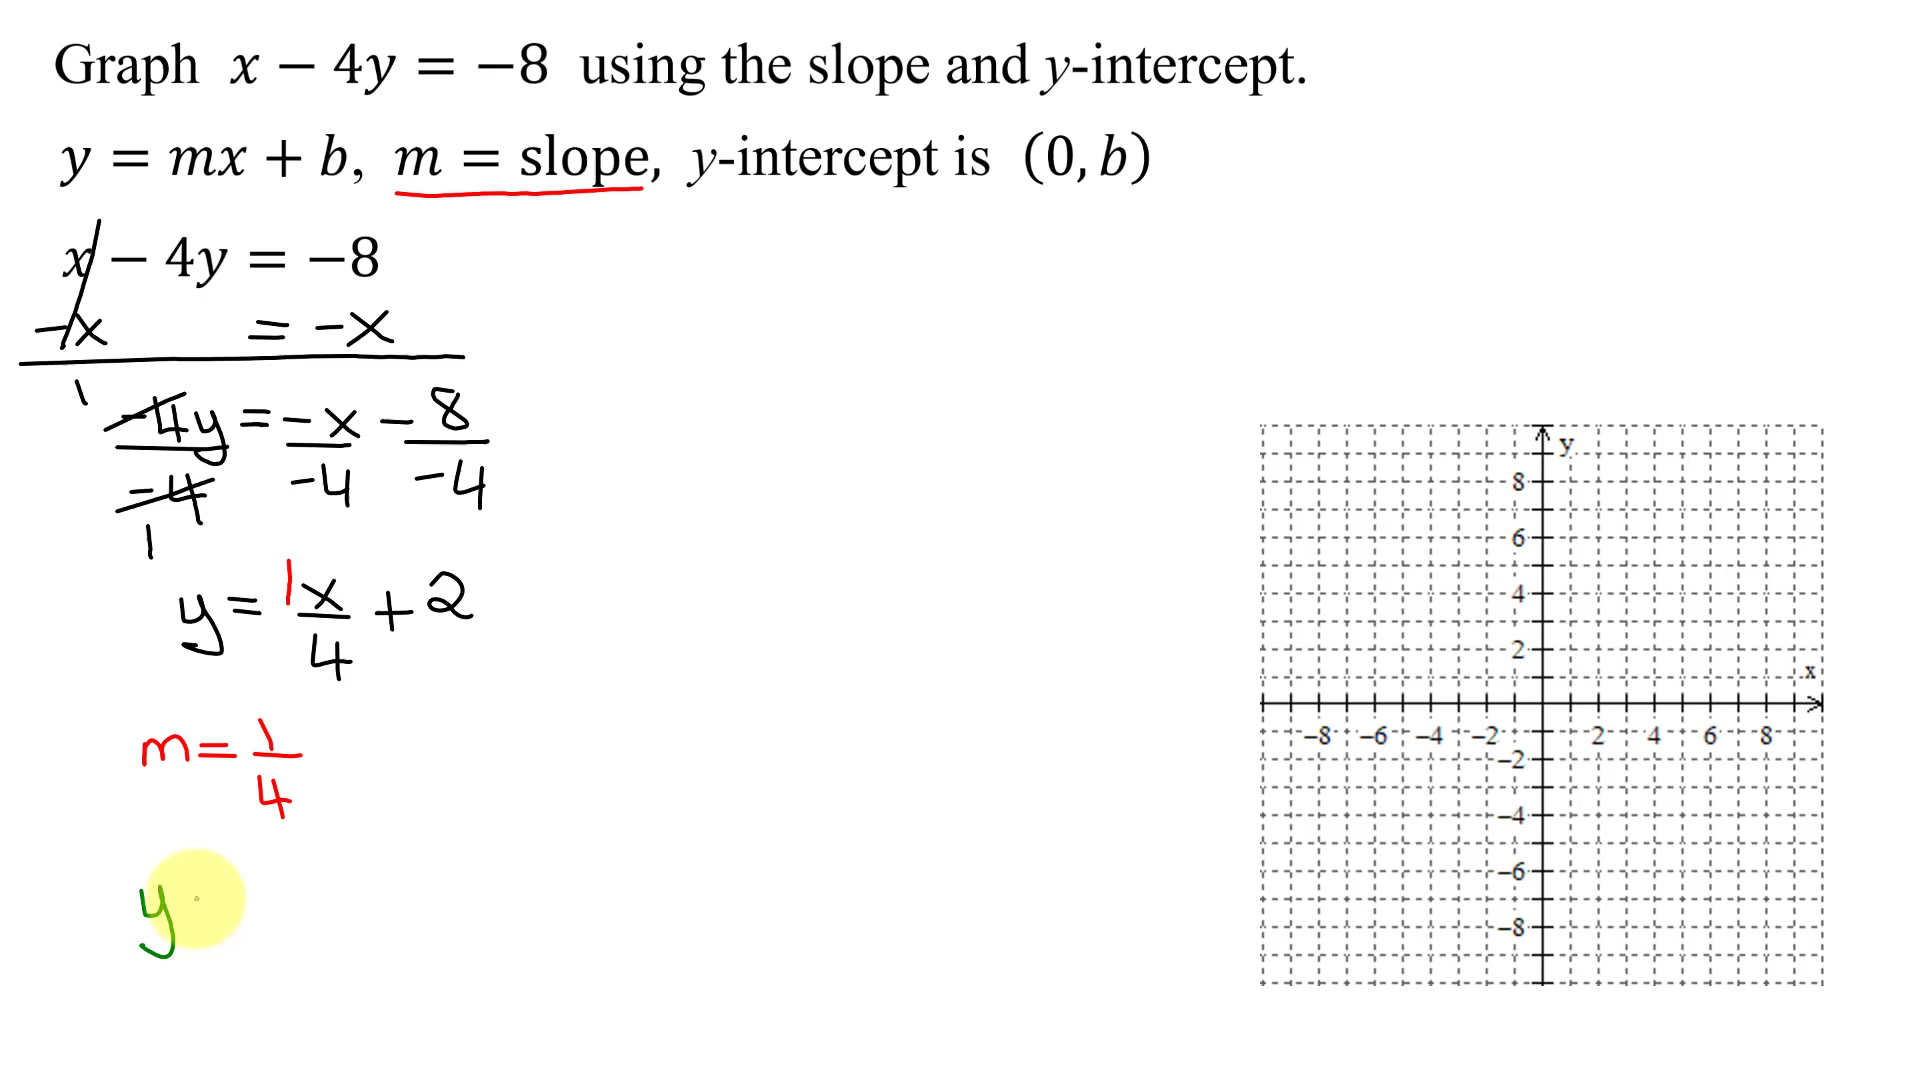 Graph x − 4y = −8 using the slope and y-intercept.
y = mx + b, m = slope, y-intercept is (0, b)
x − 4y = −8
-x = -x
1
-4y = -x - 8
-4 -4 -4
1
y = 1x + 2
4
m = 1
4
y
y
8
6
4
2
x
−8 −6 −4 −2 2 4 6 8
−2
−4
−6
−8